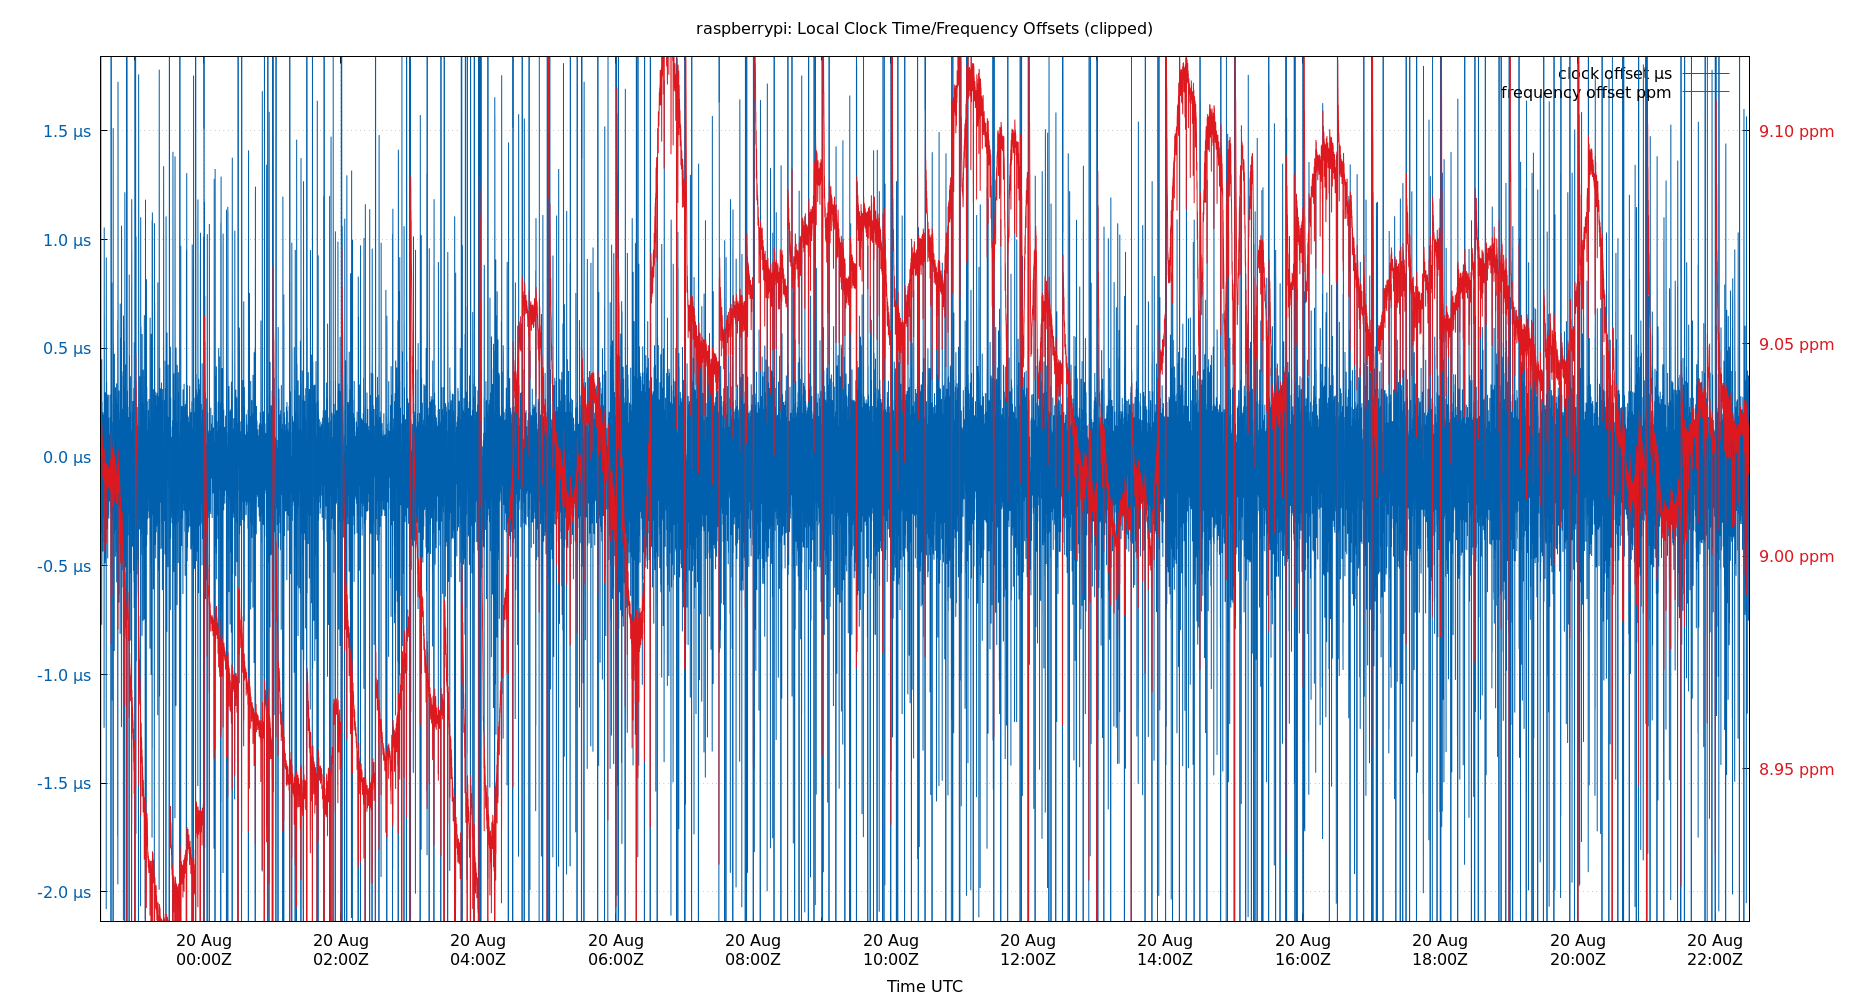 raspberrypi: Local Clock Time/Frequency Offsets (clipped)
clock offset µs
frequency offset ppm
1.5 µs
1.0 µs
0.5 µs
0.0 µs
-0.5 µs
-1.0 µs
-1.5 µs
-2.0 µs
9.10 ppm
9.05 ppm
9.00 ppm
8.95 ppm
20 Aug 20 Aug 20 Aug 20 Aug 20 Aug 20 Aug 20 Aug 20 Aug 20 Aug 20 Aug 20 Aug 20 Aug
00:00Z 02:00Z 04:00Z 06:00Z 08:00Z 10:00Z 12:00Z 14:00Z 16:00Z 18:00Z 20:00Z 22:00Z
Time UTC